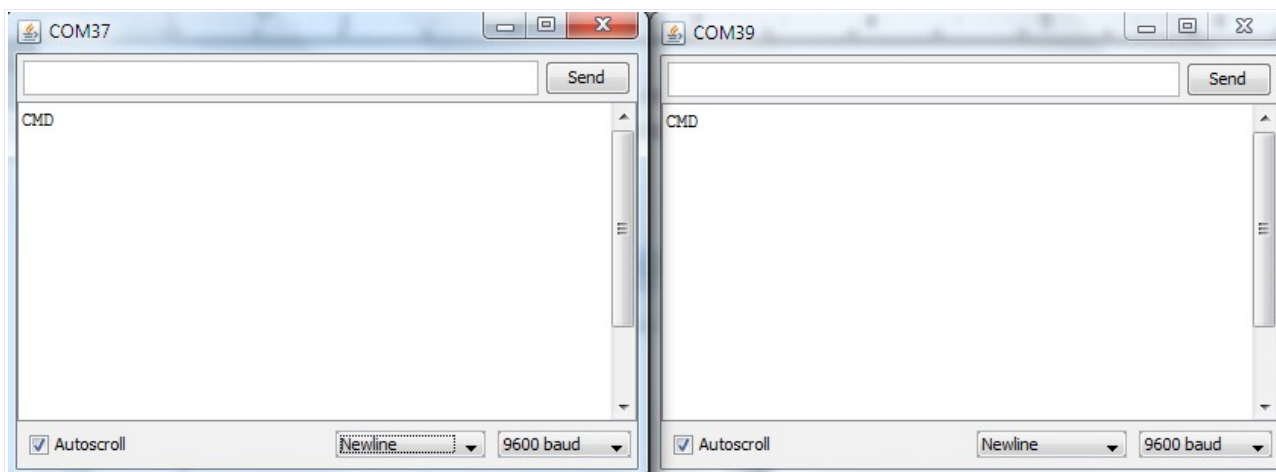 COM37
Send
CMD
Autoscroll
Newline
9600 baud
COM39
Send
CMD
Autoscroll
Newline
9600 baud